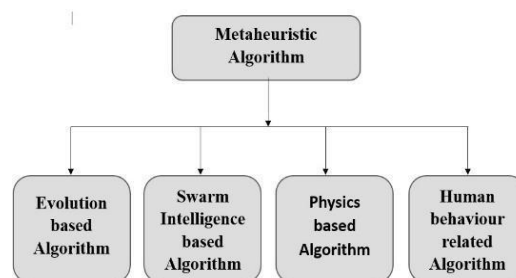 Metaheuristic
Algorithm
Evolution
based
Algorithm
Swarm
Intelligence
based
Algorithm
Physics
based
Algorithm
Human
behaviour
related
Algorithm